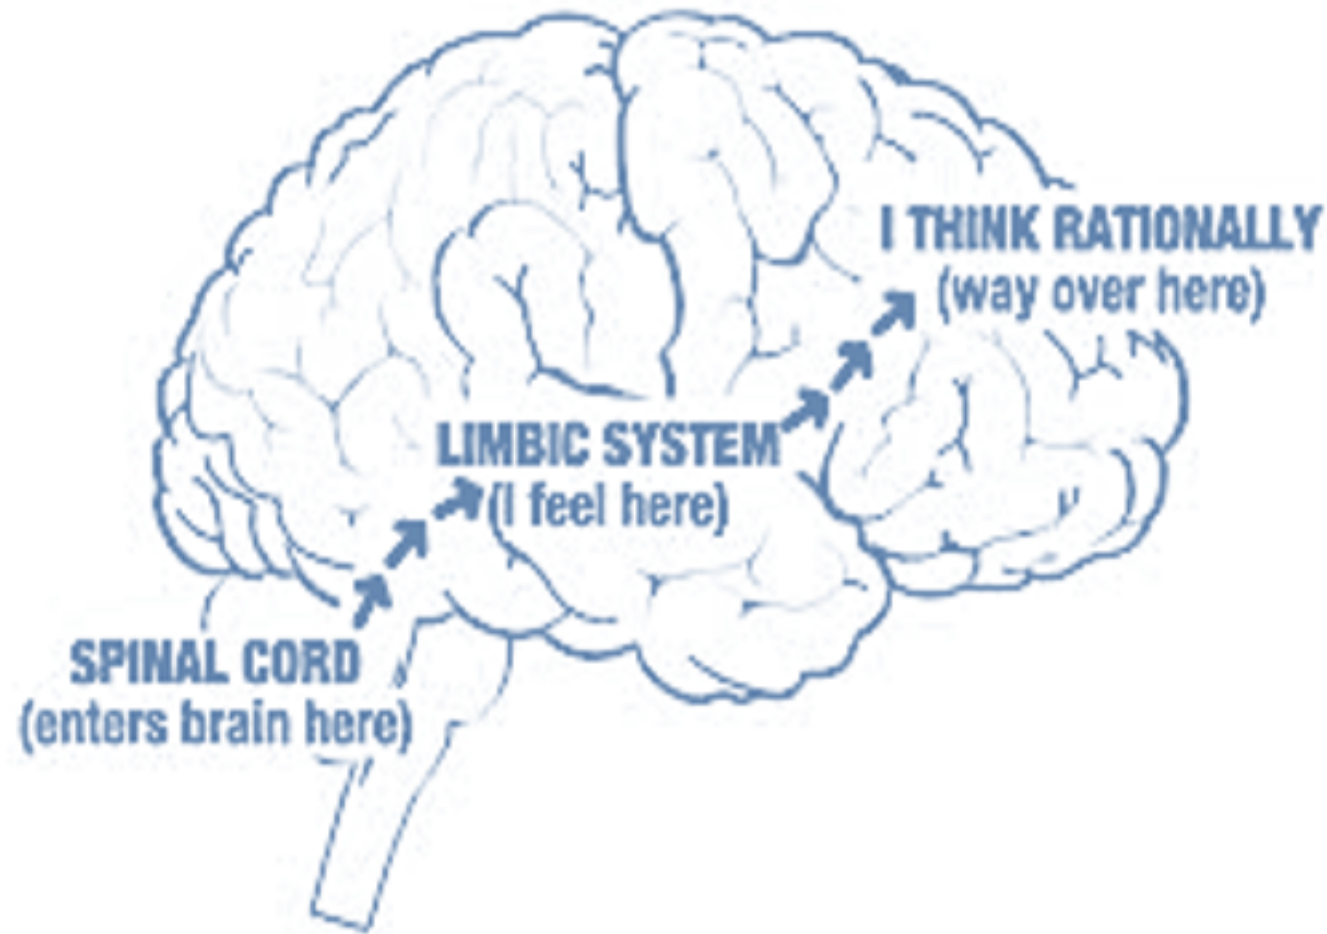 I THINK RATIONALLY
(way over here)
LIMBIC SYSTEM
(I feel here)
SPINAL CORD
(enters brain here)